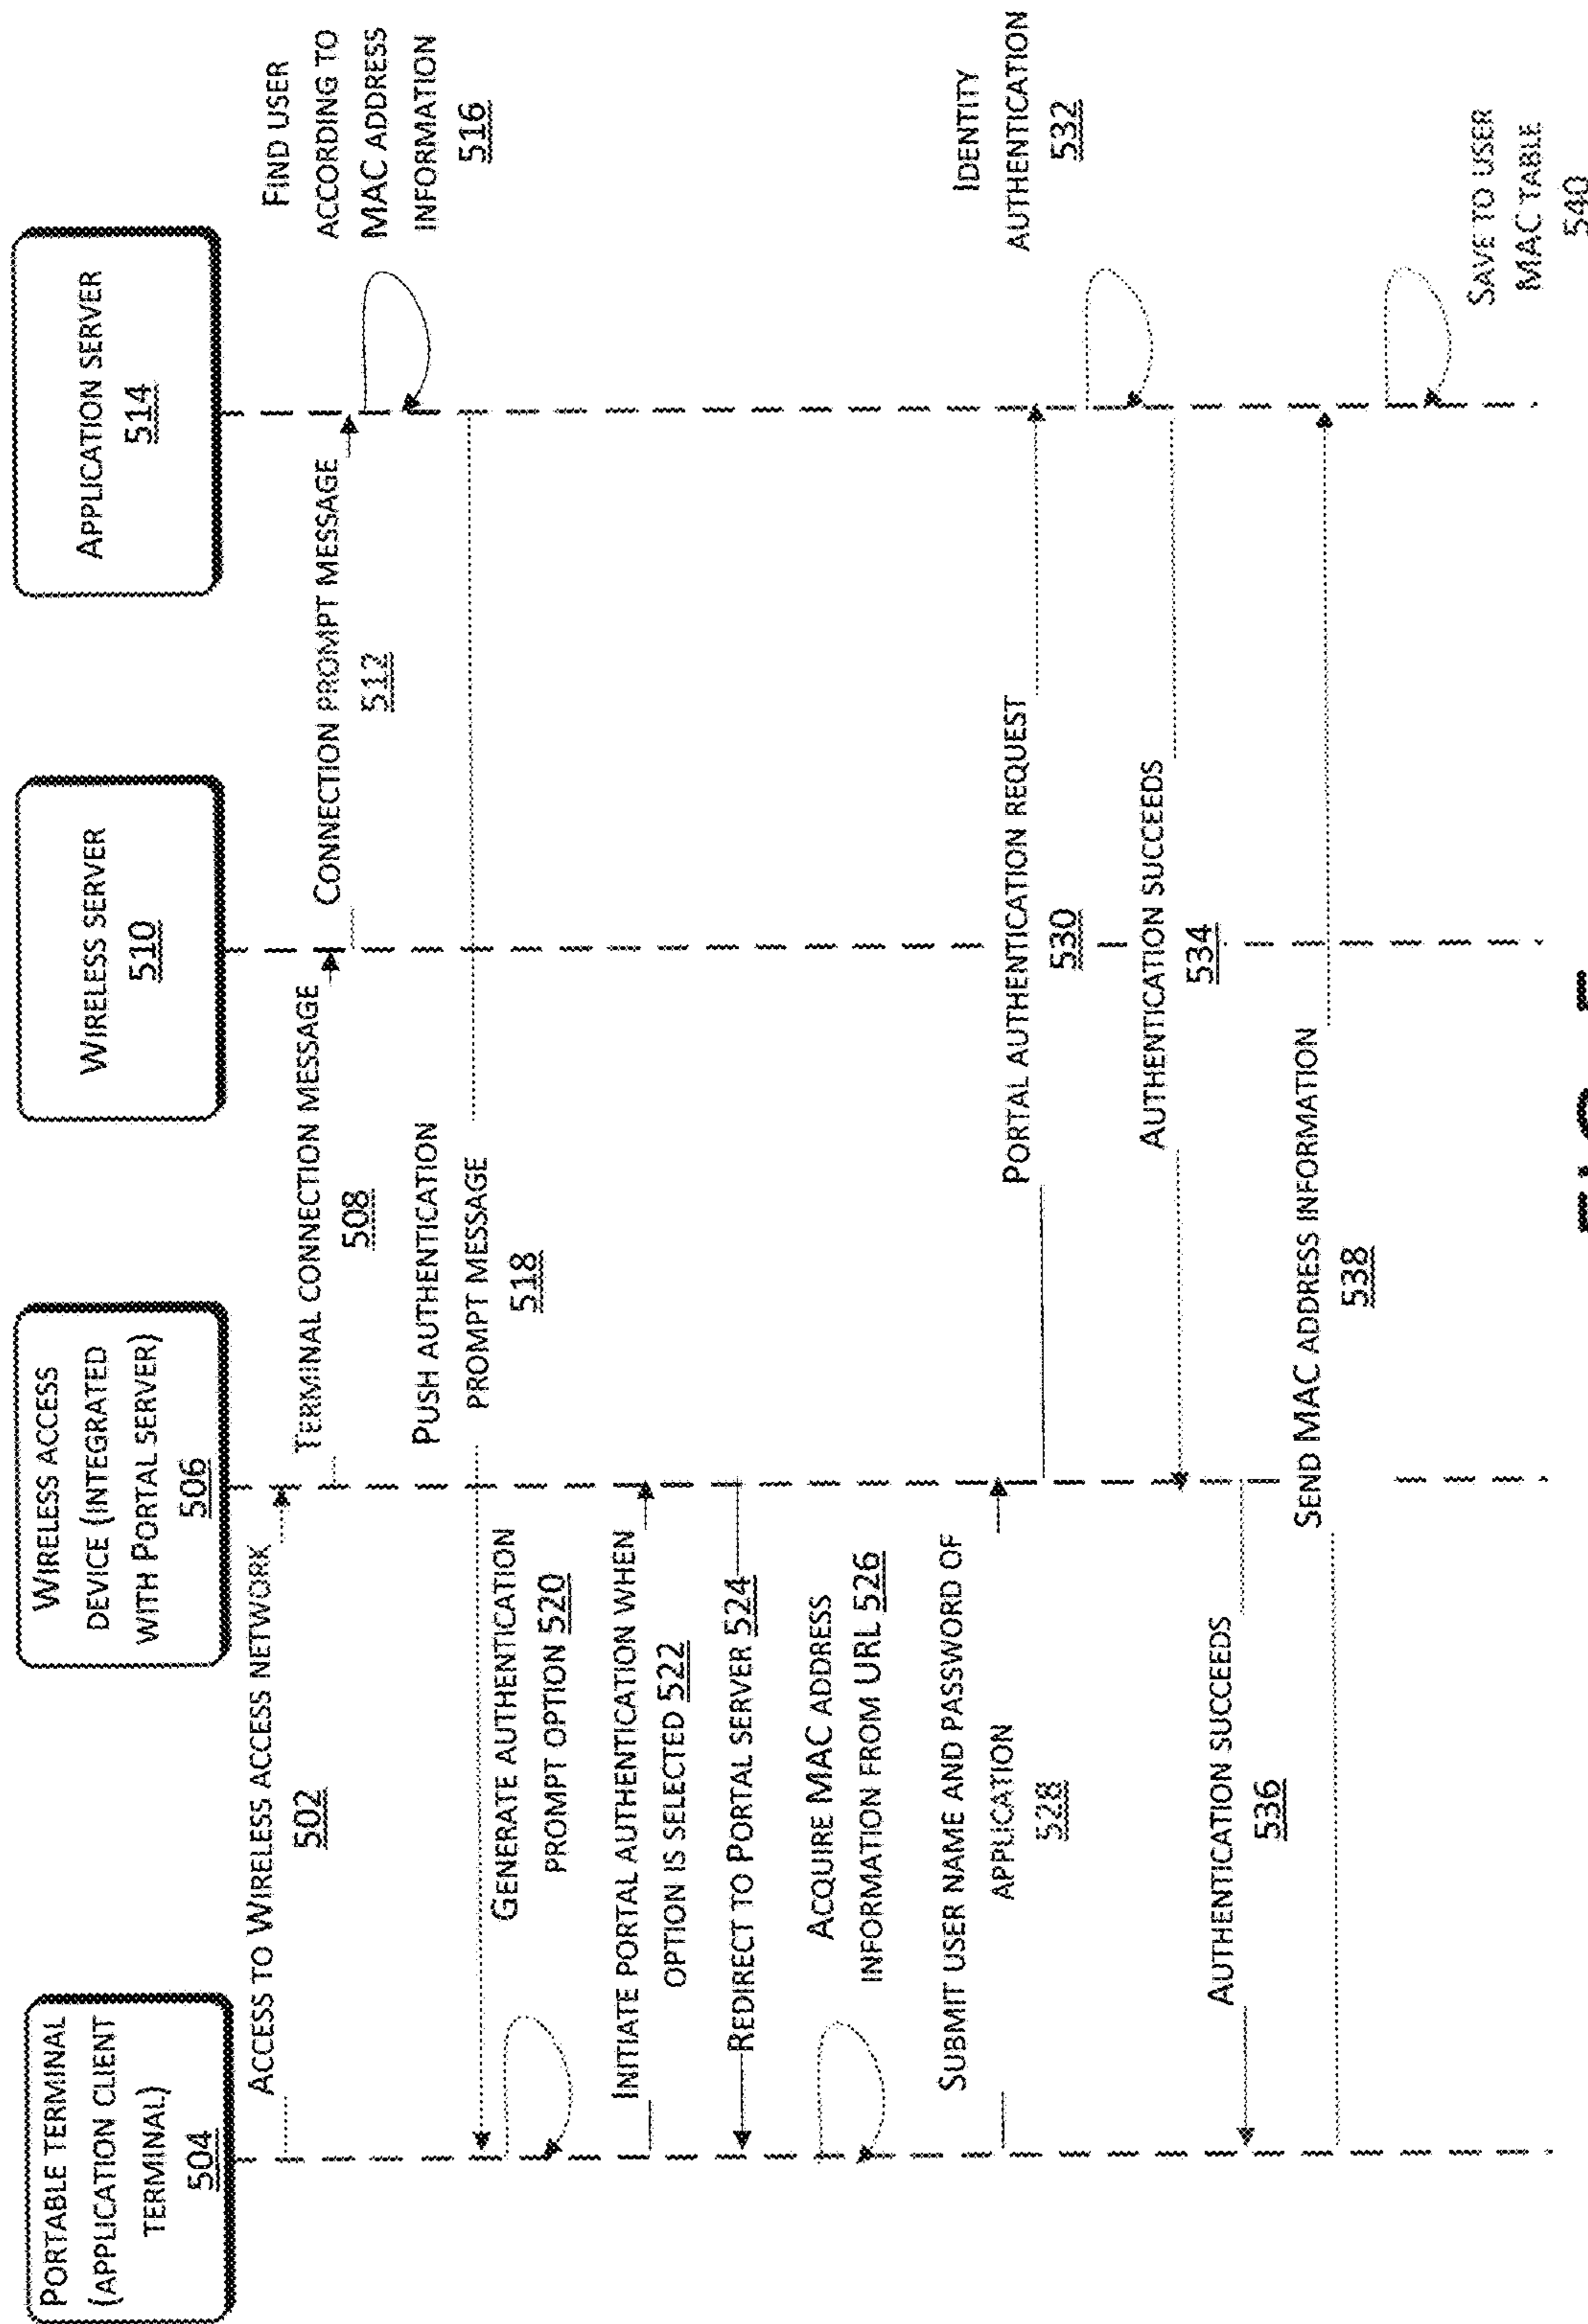 PORTABLE TERMINAL
(APPLICATION CLIENT
TERMINAL)
504
WIRELESS ACCESS
DEVICE (INTEGRATED
WITH PORTAL SERVER)
506
WIRELESS SERVER
510
APPLICATION SERVER
514
ACCESS TO WIRELESS ACCESS NETWORK
502
TERMINAL CONNECTION MESSAGE
508
CONNECTION PROMPT MESSAGE
512
FIND USER
ACCORDING TO
MAC ADDRESS
INFORMATION
516
PUSH AUTHENTICATION
PROMPT MESSAGE
518
GENERATE AUTHENTICATION
PROMPT OPTION 520
INITIATE PORTAL AUTHENTICATION WHEN
OPTION IS SELECTED 522
REDIRECT TO PORTAL SERVER 524
ACQUIRE MAC ADDRESS
INFORMATION FROM URL 526
SUBMIT USER NAME AND PASSWORD OF
APPLICATION
528
PORTAL AUTHENTICATION REQUEST
530
IDENTITY
AUTHENTICATION
532
AUTHENTICATION SUCCEEDS
534
AUTHENTICATION SUCCEEDS
536
SEND MAC ADDRESS INFORMATION
538
SAVE TO USER
MAC TABLE
540